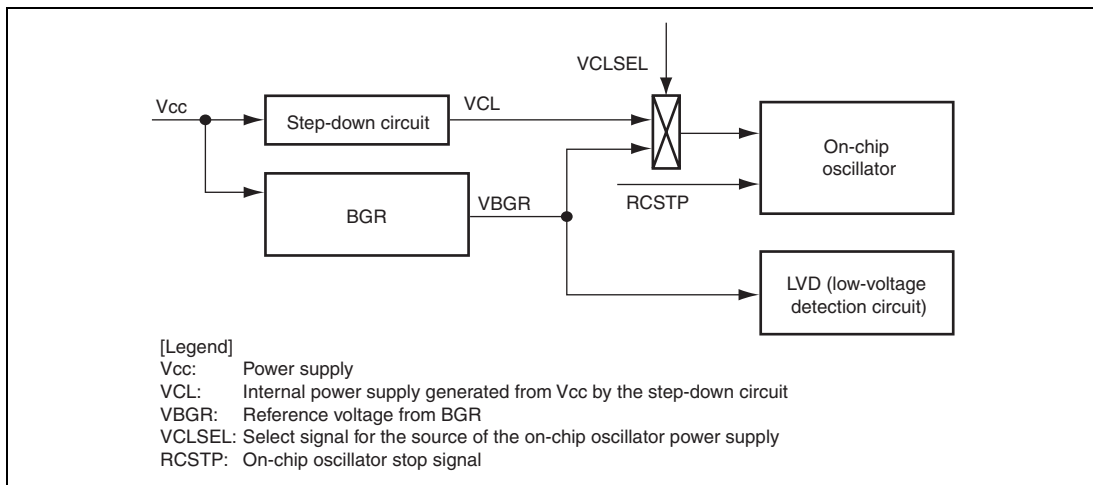 VCLSEL
Vcc
Step-down circuit
VCL
On-chip
oscillator
BGR
VBGR
RCSTP
LVD (low-voltage
detection circuit)
[Legend]
Vcc: Power supply
VCL: Internal power supply generated from Vcc by the step-down circuit
VBGR: Reference voltage from BGR
VCLSEL: Select signal for the source of the on-chip oscillator power supply
RCSTP: On-chip oscillator stop signal